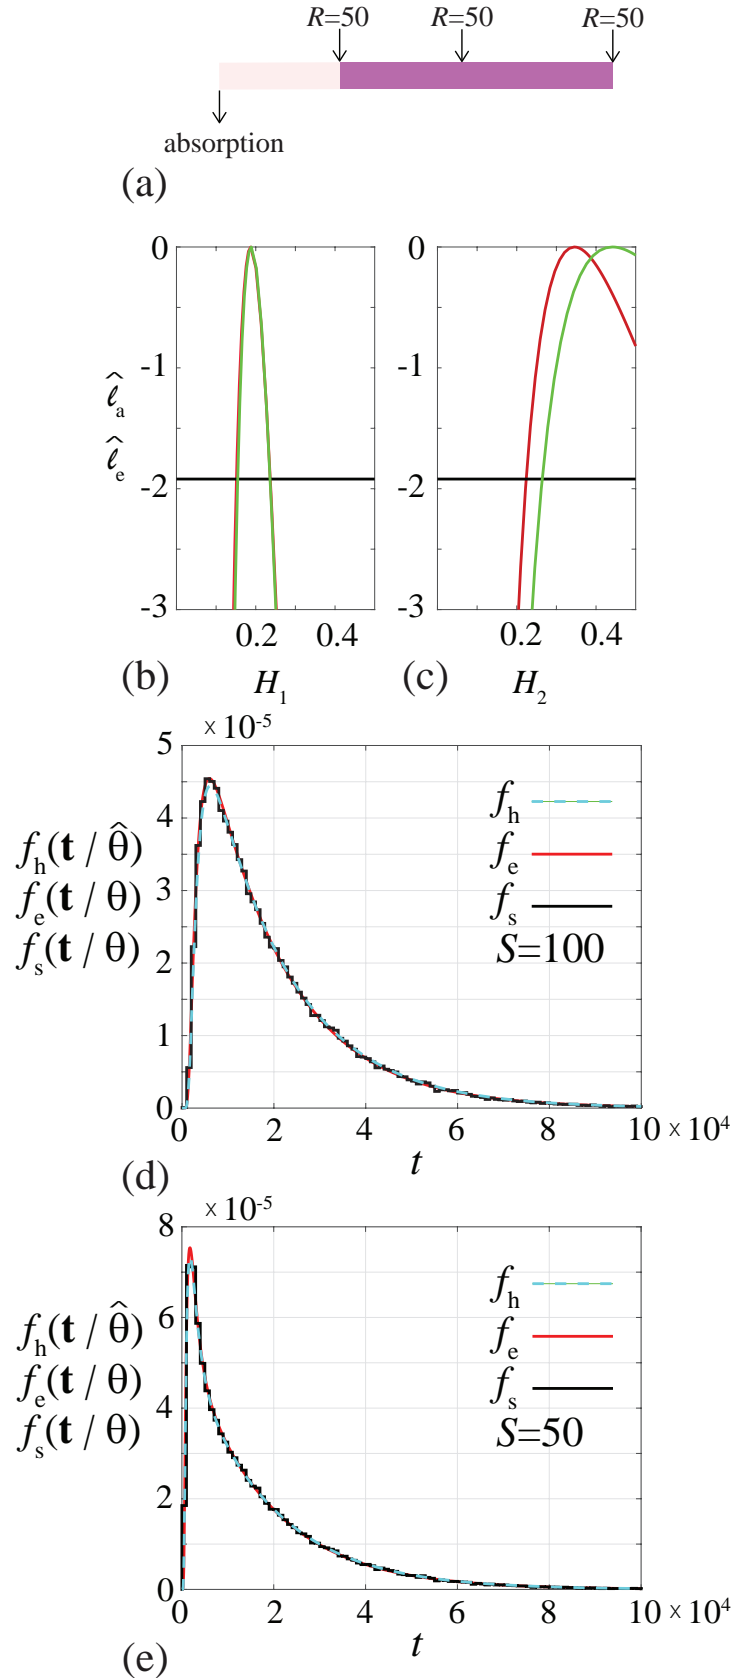 R=50 R=50 R=50
absorption
(a)
0 0
-1 -1
ℓ̂a
ℓ̂e
-2 -2
-3 -3
0.2 0.4 0.2 0.4
(b) H1 (c) H2
× 10-5
5
4
3
2
1
0
fh(t / θ̂)
fe(t / θ)
fs(t / θ)
fh
fe
fs
S=100
0 2 4 6 8 10 × 104
t
(d)
× 10-5
8
6
4
2
0
fh(t / θ̂)
fe(t / θ)
fs(t / θ)
fh
fe
fs
S=50
0 2 4 6 8 10 × 104
t
(e)